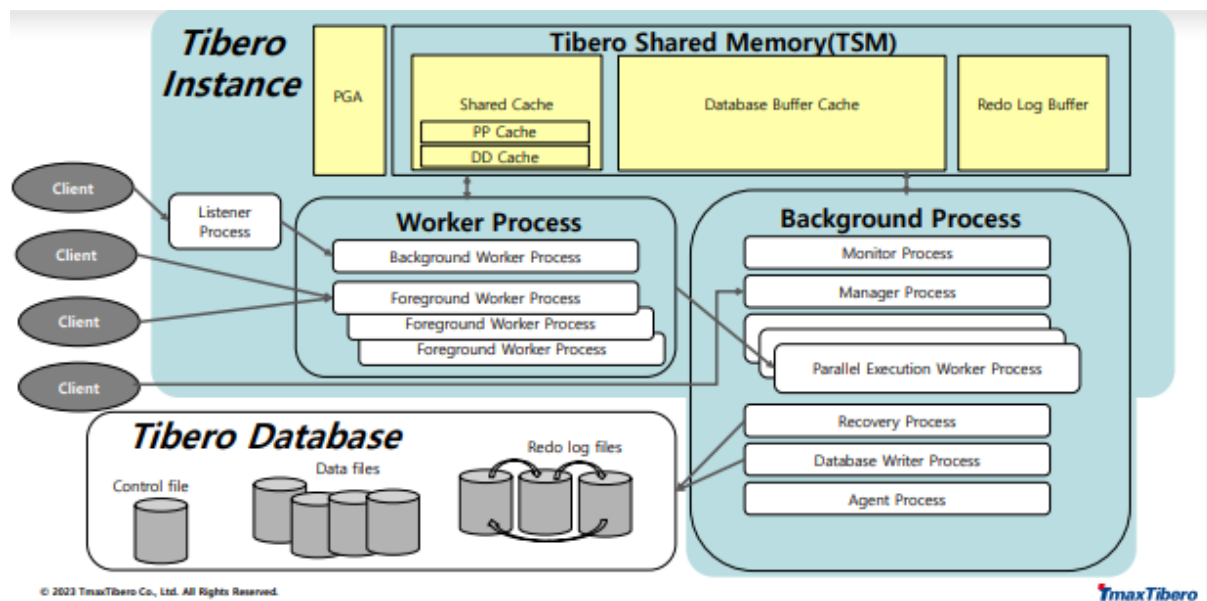 Tibero
Instance
Tibero Shared Memory(TSM)
PGA
Shared Cache
PP Cache
DD Cache
Database Buffer Cache
Redo Log Buffer
Client
Client
Client
Client
Listener
Process
Worker Process
Background Worker Process
Foreground Worker Process
Foreground Worker Process
Foreground Worker Process
Background Process
Monitor Process
Manager Process
Parallel Execution Worker Process
Recovery Process
Database Writer Process
Agent Process
Tibero Database
Control file
Data files
Redo log files
© 2023 TmaxTibero Co., Ltd. All Rights Reserved.
TmaxTibero